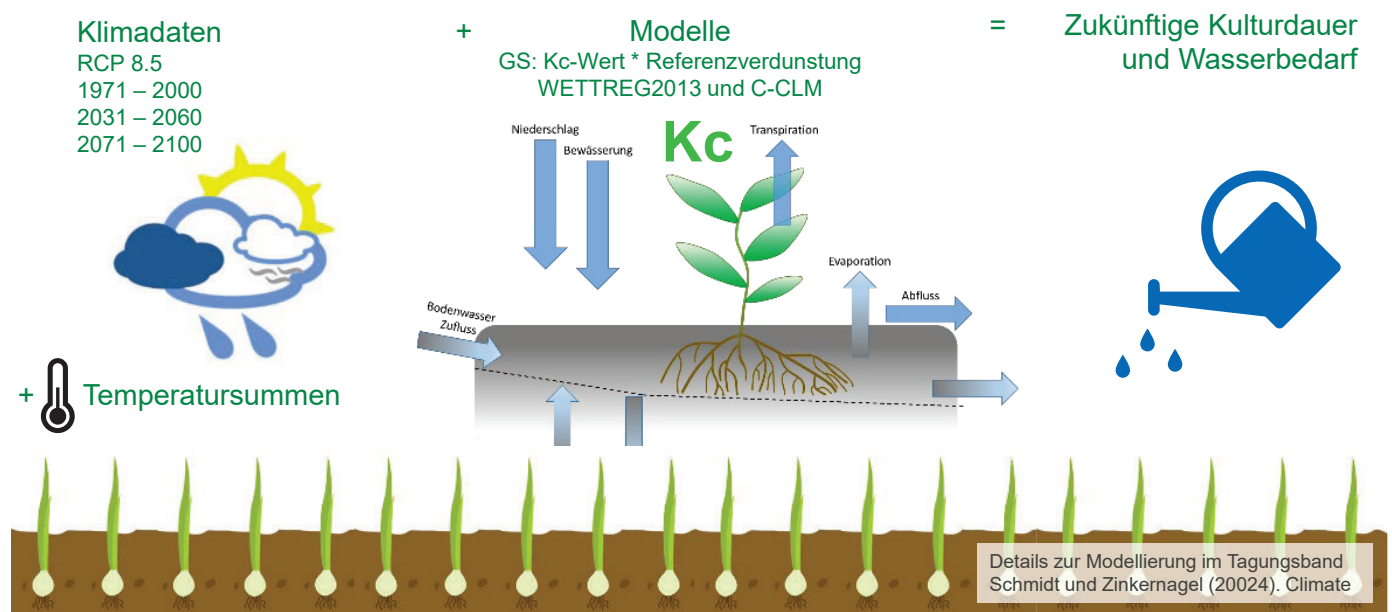 Klimadaten
RCP 8.5
1971 – 2000
2031 – 2060
2071 – 2100
+ Temperatursummen
+
Modelle
GS: Kc-Wert * Referenzverdunstung
WETTREG2013 und C-CLM
Niederschlag
Bewässerung
Kc
Transpiration
Evaporation
Abfluss
Bodenwasser
Zufluss
=
Zukünftige Kulturdauer
und Wasserbedarf
Details zur Modellierung im Tagungsband
Schmidt und Zinkernagel (20024). Climate